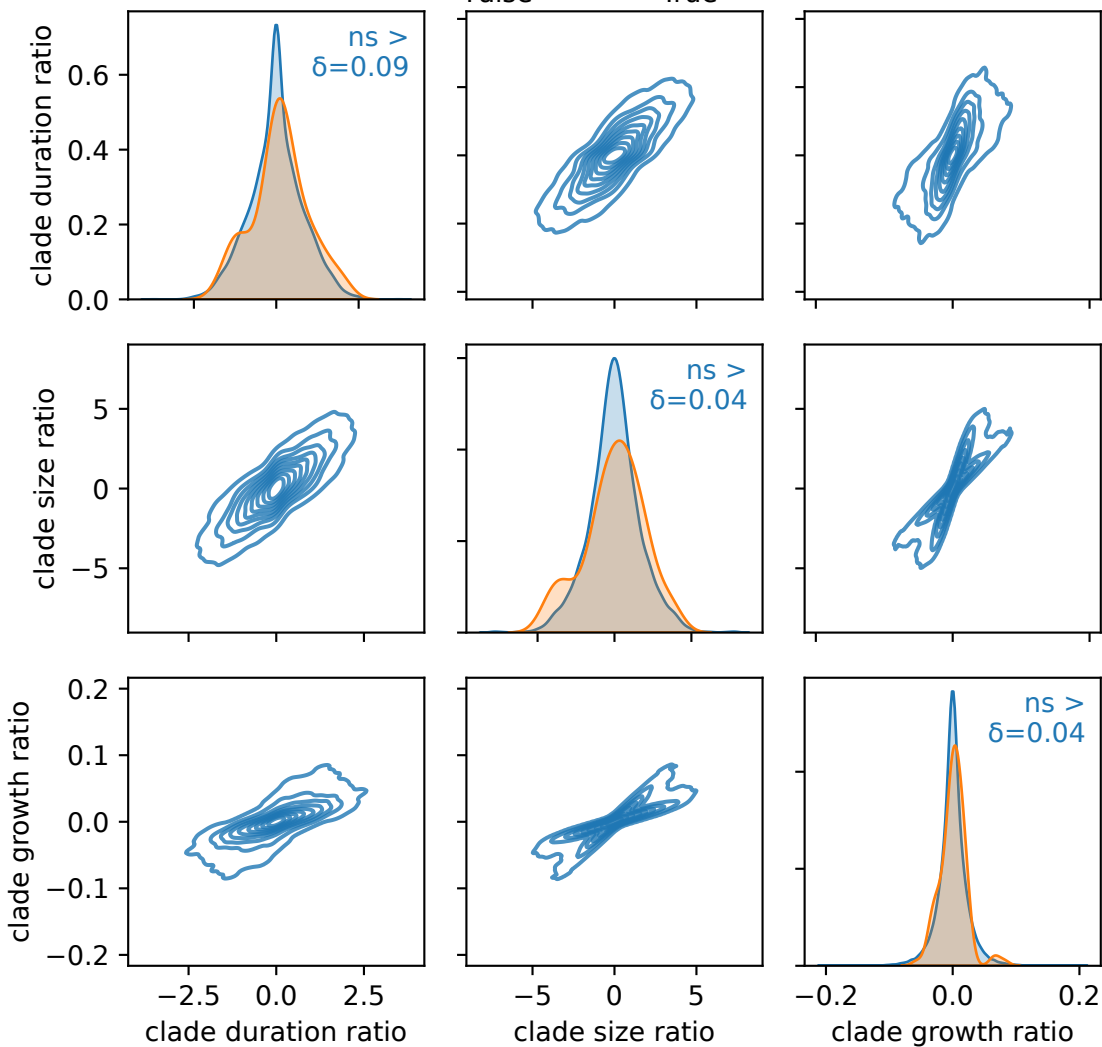 True
clade duration ratio
0.6
0.4
0.2
0.0
ns >
δ=0.09
clade size ratio
5
0
−5
ns >
δ=0.04
clade growth ratio
0.2
0.1
0.0
−0.1
−0.2
ns >
δ=0.04
−2.5 0.0 2.5
−5 0 5
−0.2 0.0 0.2
clade duration ratio
clade size ratio
clade growth ratio